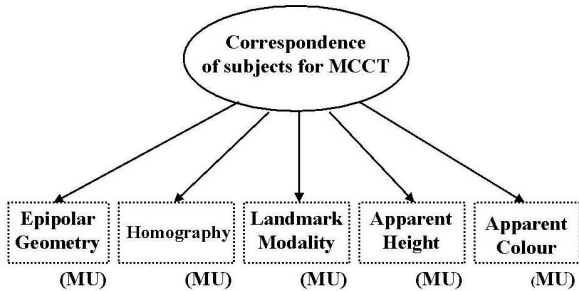 Correspondence
of subjects for MCCT
Epipolar
Geometry
Homography
Landmark
Modality
Apparent
Height
Apparent
Colour
(MU)
(MU)
(MU)
(MU)
(MU)